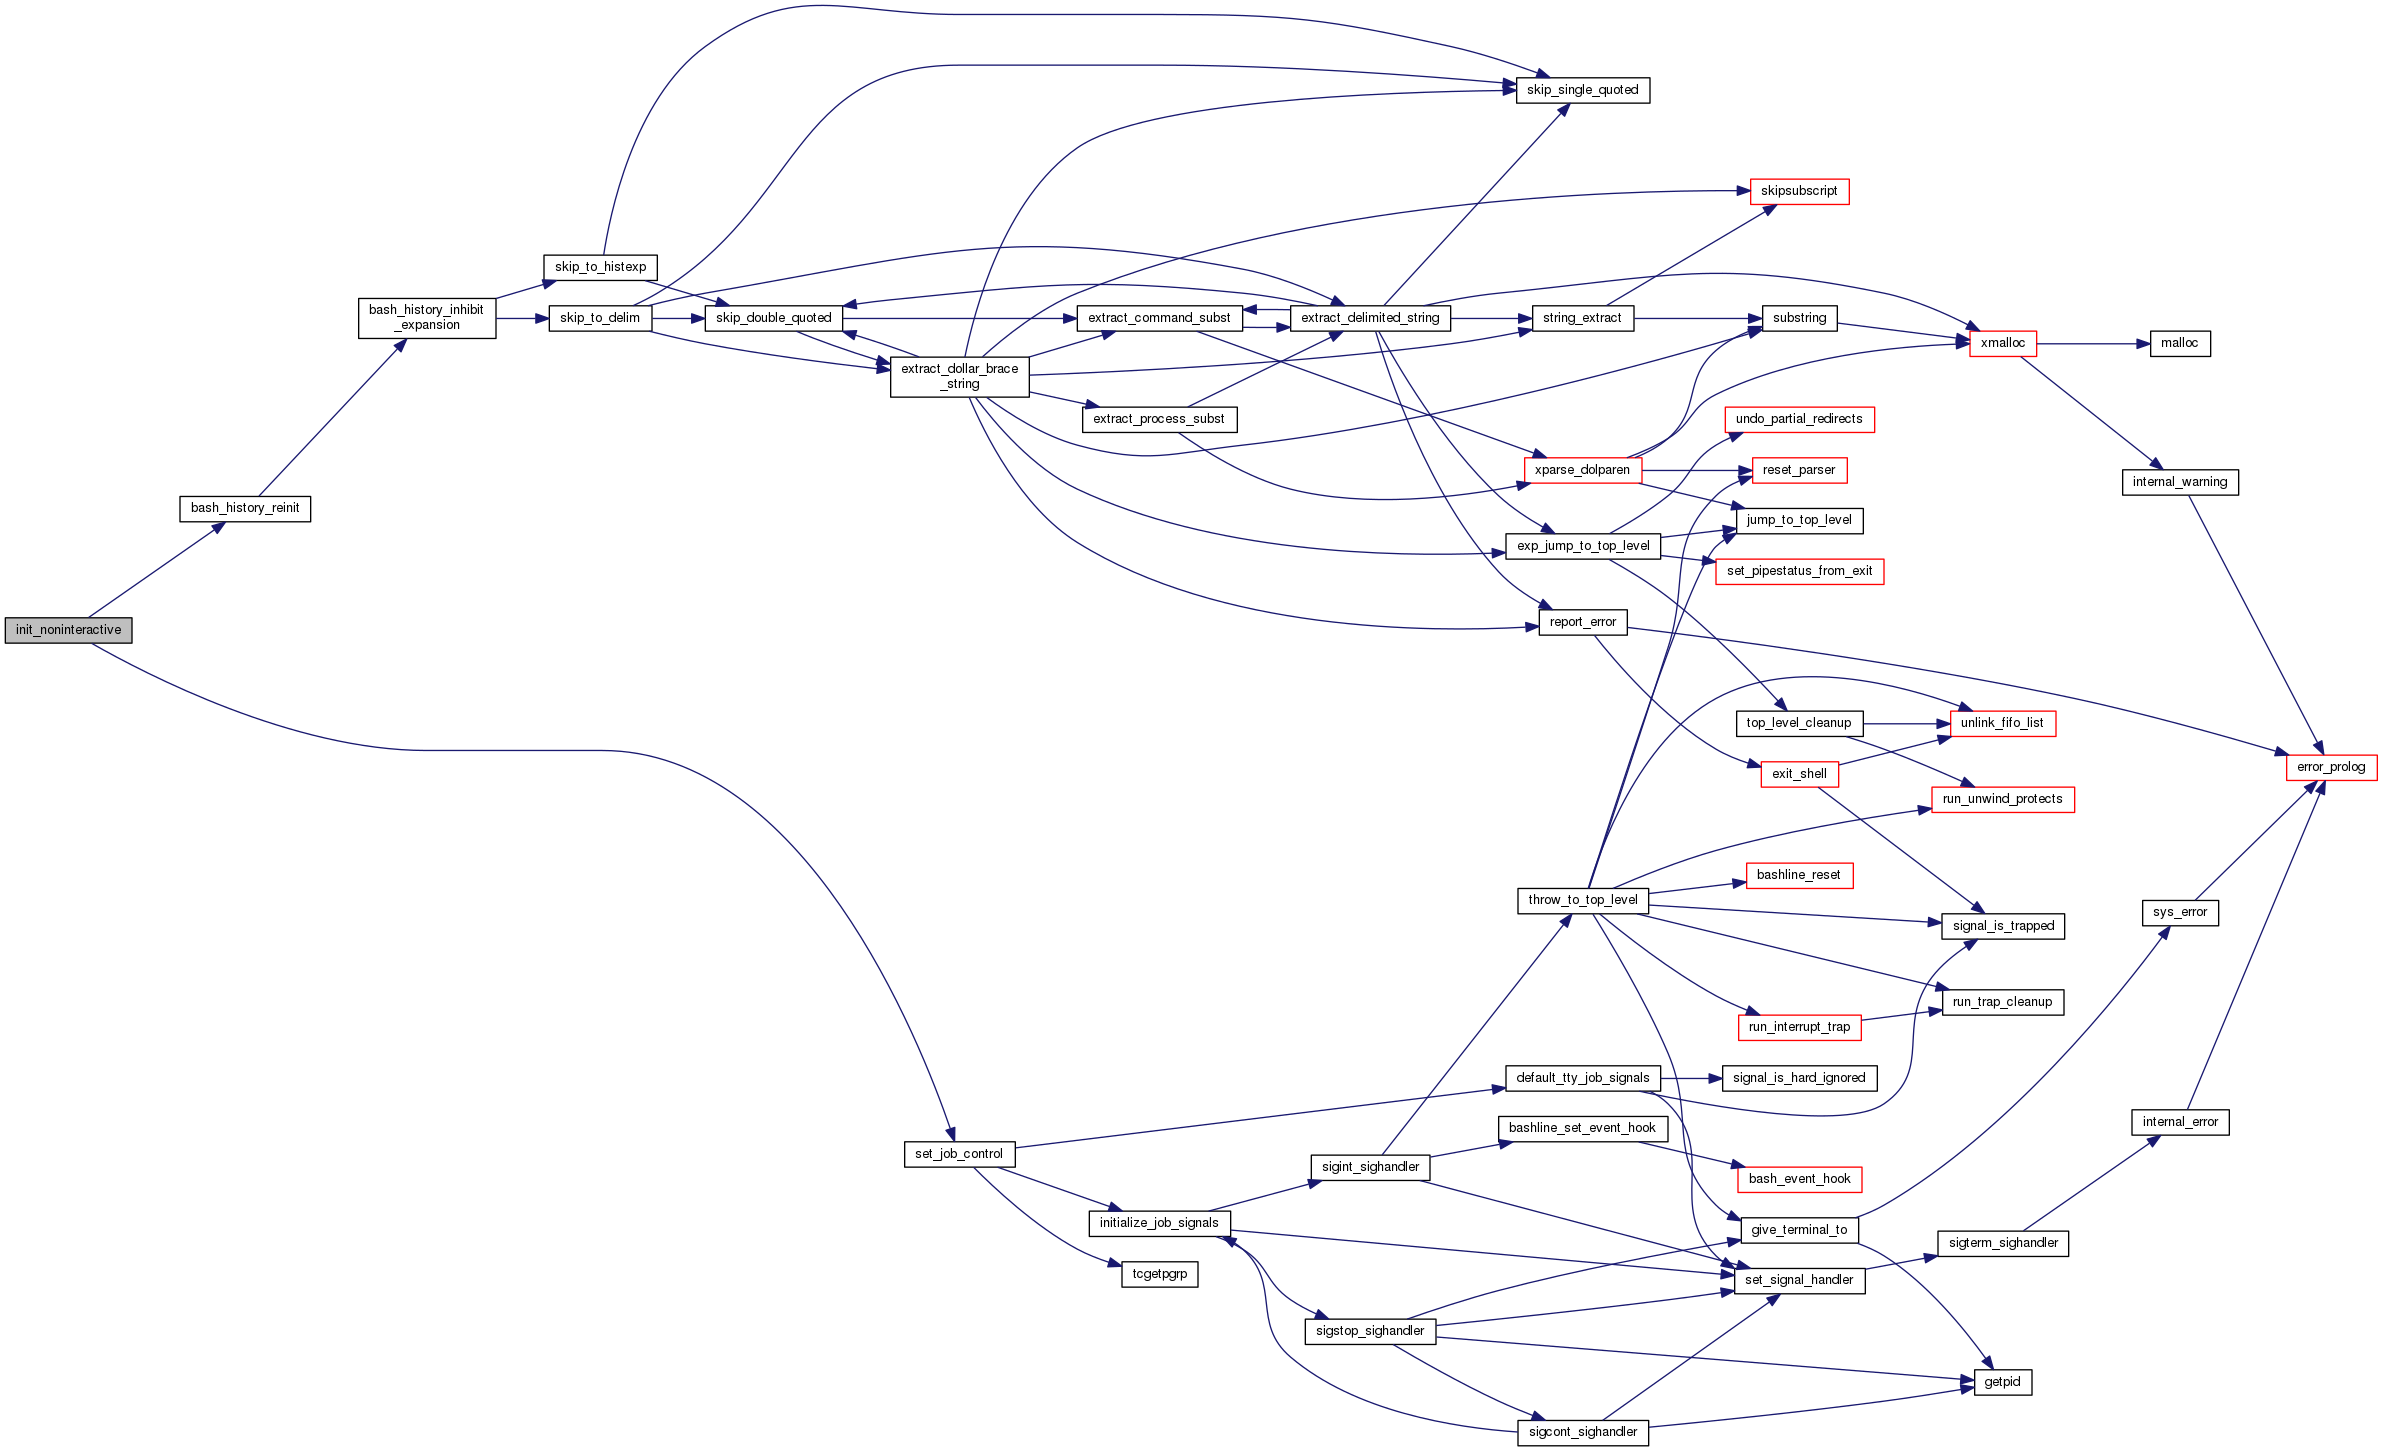 init_noninteractive
bash_history_reinit
bash_history_inhibit
_expansion
skip_to_histexp
skip_to_delim
skip_double_quoted
extract_dollar_brace
_string
extract_command_subst
extract_process_subst
extract_delimited_string
skip_single_quoted
string_extract
skipsubscript
substring
xmalloc
malloc
internal_warning
xparse_dolparen
undo_partial_redirects
reset_parser
jump_to_top_level
exp_jump_to_top_level
set_pipestatus_from_exit
report_error
top_level_cleanup
unlink_fifo_list
exit_shell
run_unwind_protects
error_prolog
throw_to_top_level
bashline_reset
signal_is_trapped
sys_error
run_trap_cleanup
run_interrupt_trap
default_tty_job_signals
signal_is_hard_ignored
bashline_set_event_hook
internal_error
set_job_control
sigint_sighandler
bash_event_hook
initialize_job_signals
give_terminal_to
sigterm_sighandler
tcgetpgrp
set_signal_handler
sigstop_sighandler
getpid
sigcont_sighandler